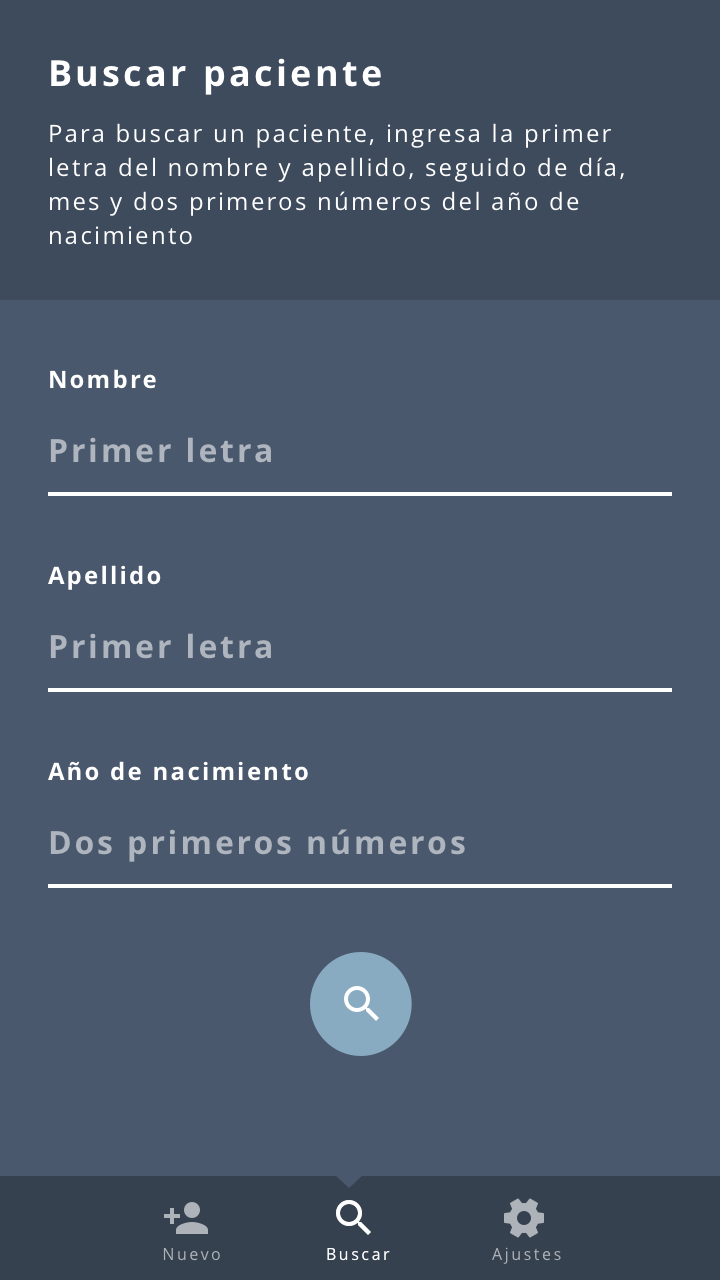 Buscar paciente
Para buscar un paciente, ingresa la primer
letra del nombre y apellido, seguido de día,
mes y dos primeros números del año de
nacimiento
Nombre
Primer letra
Apellido
Primer letra
Año de nacimiento
Dos primeros números
Nuevo
Buscar
Ajustes